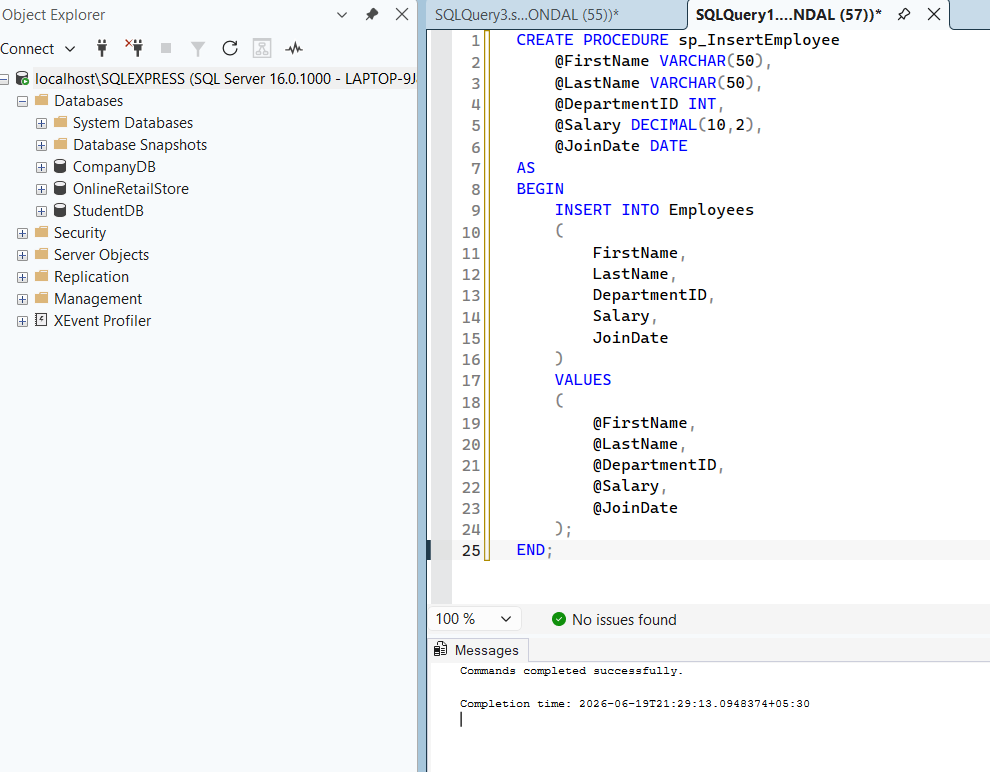 Object Explorer
Connect
localhost\SQLEXPRESS (SQL Server 16.0.1000 - LAPTOP-9J
Databases
System Databases
Database Snapshots
CompanyDB
OnlineRetailStore
StudentDB
Security
Server Objects
Replication
Management
XEvent Profiler
SQLQuery3.s...ONDAL (55))*
SQLQuery1....NDAL (57))*
1 CREATE PROCEDURE sp_InsertEmployee
2 @FirstName VARCHAR(50),
3 @LastName VARCHAR(50),
4 @DepartmentID INT,
5 @Salary DECIMAL(10,2),
6 @JoinDate DATE
7 AS
8 BEGIN
9 INSERT INTO Employees
10 (
11 FirstName,
12 LastName,
13 DepartmentID,
14 Salary,
15 JoinDate
16 )
17 VALUES
18 (
19 @FirstName,
20 @LastName,
21 @DepartmentID,
22 @Salary,
23 @JoinDate
24 );
25 END;
100 %
No issues found
Messages
Commands completed successfully.
Completion time: 2026-06-19T21:29:13.0948374+05:30